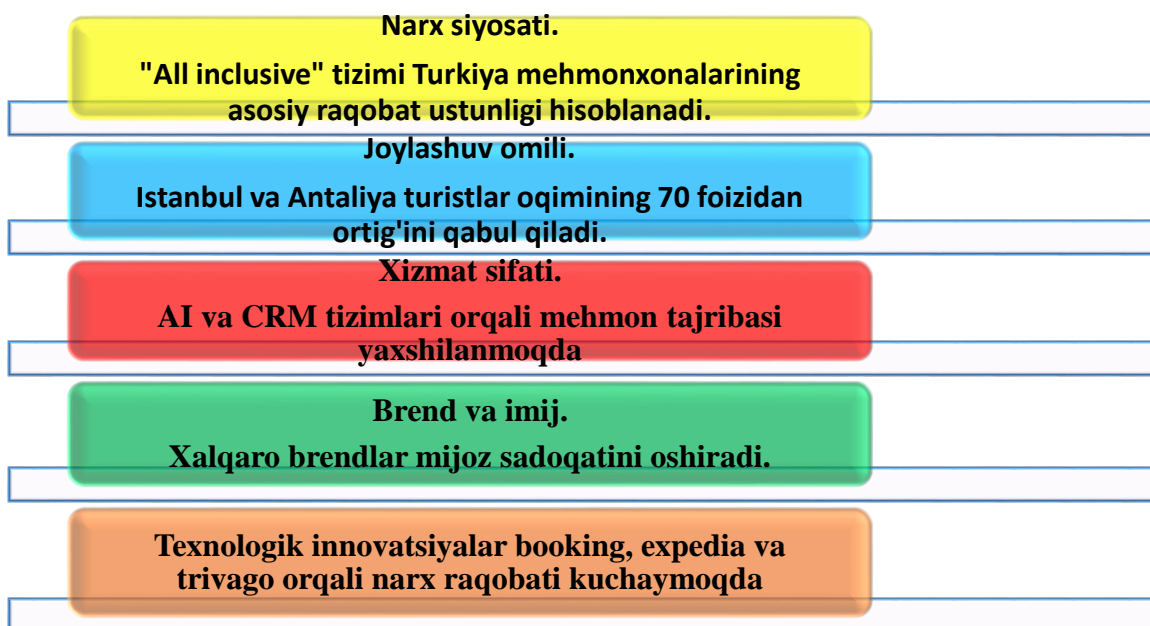 Narx siyosati.
"All inclusive" tizimi Turkiya mehmonxonalarining
asosiy raqobat ustunligi hisoblanadi.
Joylashuv omili.
Istanbul va Antaliya turistlar oqimining 70 foizidan
ortig'ini qabul qiladi.
Xizmat sifati.
AI va CRM tizimlari orqali mehmon tajribasi
yaxshilanmoqda
Brend va imij.
Xalqaro brendlar mijoz sadoqatini oshiradi.
Texnologik innovatsiyalar booking, expedia va
trivago orqali narx raqobati kuchaymoqda